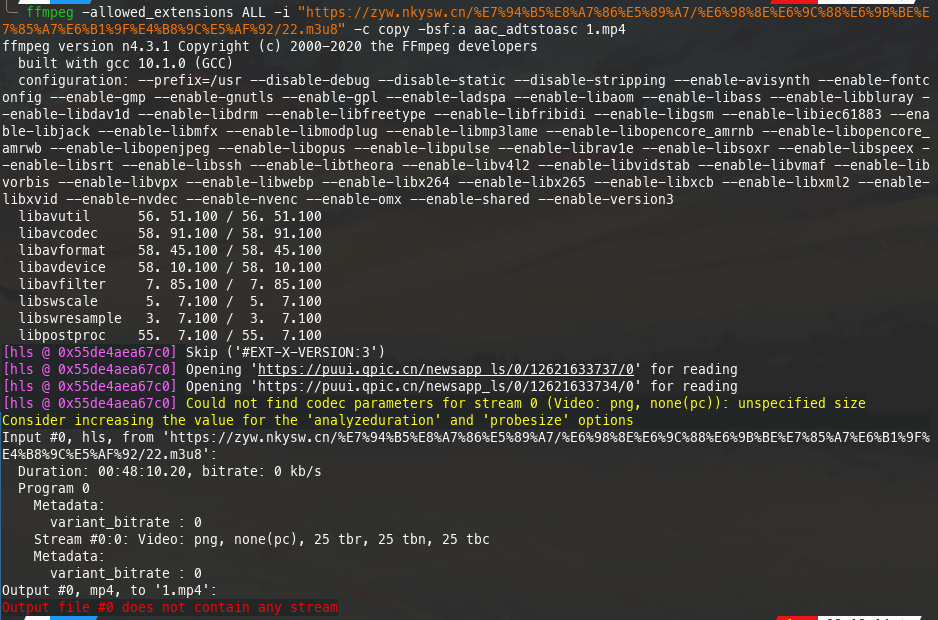 ffmpeg -allowed_extensions ALL -i "https://zyw.nkysw.cn/%E7%94%B5%E8%A7%86%E5%89%A7/%E6%98%8E%E6%9C%88%E6%9B%BE%E
7%85%A7%E6%B1%9F%E4%B8%9C%E5%AF%92/22.m3u8" -c copy -bsf:a aac_adtstoasc 1.mp4
ffmpeg version n4.3.1 Copyright (c) 2000-2020 the FFmpeg developers
  built with gcc 10.1.0 (GCC)
  configuration: --prefix=/usr --disable-debug --disable-static --disable-stripping --enable-avisynth --enable-fontc
onfig --enable-gmp --enable-gnutls --enable-gpl --enable-ladspa --enable-libaom --enable-libass --enable-libbluray -
-enable-libdav1d --enable-libdrm --enable-libfreetype --enable-libfribidi --enable-libgsm --enable-libiec61883 --ena
ble-libjack --enable-libmfx --enable-libmodplug --enable-libmp3lame --enable-libopencore_amrnb --enable-libopencore_
amrwb --enable-libopenjpeg --enable-libopus --enable-libpulse --enable-librav1e --enable-libsoxr --enable-libspeex -
-enable-libsrt --enable-libssh --enable-libtheora --enable-libv4l2 --enable-libvidstab --enable-libvmaf --enable-lib
vorbis --enable-libvpx --enable-libwebp --enable-libx264 --enable-libx265 --enable-libxcb --enable-libxml2 --enable-
libxvid --enable-nvdec --enable-nvenc --enable-omx --enable-shared --enable-version3
  libavutil      56. 51.100 / 56. 51.100
  libavcodec     58. 91.100 / 58. 91.100
  libavformat    58. 45.100 / 58. 45.100
  libavdevice    58. 10.100 / 58. 10.100
  libavfilter     7. 85.100 /  7. 85.100
  libswscale      5.  7.100 /  5.  7.100
  libswresample   3.  7.100 /  3.  7.100
  libpostproc    55.  7.100 / 55.  7.100
[hls @ 0x55de4aea67c0] Skip ('#EXT-X-VERSION:3')
[hls @ 0x55de4aea67c0] Opening 'https://puui.qpic.cn/newsapp_ls/0/12621633737/0' for reading
[hls @ 0x55de4aea67c0] Opening 'https://puui.qpic.cn/newsapp_ls/0/12621633734/0' for reading
[hls @ 0x55de4aea67c0] Could not find codec parameters for stream 0 (Video: png, none(pc)): unspecified size
Consider increasing the value for the 'analyzeduration' and 'probesize' options
Input #0, hls, from 'https://zyw.nkysw.cn/%E7%94%B5%E8%A7%86%E5%89%A7/%E6%98%8E%E6%9C%88%E6%9B%BE%E7%85%A7%E6%B1%9F%
E4%B8%9C%E5%AF%92/22.m3u8':
  Duration: 00:48:10.20, bitrate: 0 kb/s
  Program 0
    Metadata:
      variant_bitrate : 0
    Stream #0:0: Video: png, none(pc), 25 tbr, 25 tbn, 25 tbc
    Metadata:
      variant_bitrate : 0
Output #0, mp4, to '1.mp4':
Output file #0 does not contain any stream